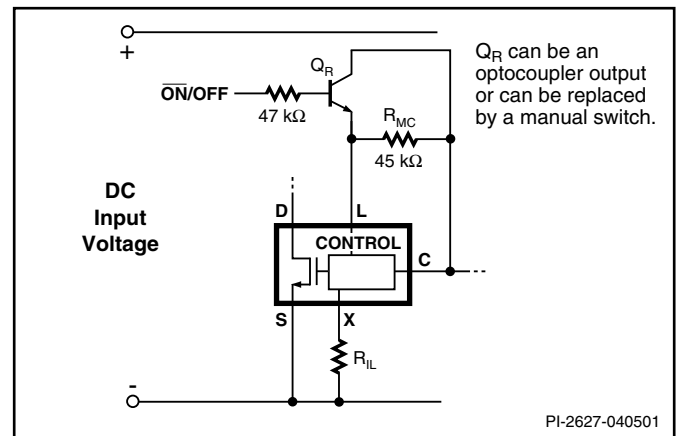 +
Q_R
Q_R can be an
optocoupler output
or can be replaced
by a manual switch.
O̅N̅/OFF
47 kΩ
R_MC
45 kΩ
DC
Input
Voltage
D
L
CONTROL
C
S
X
R_IL
-
PI-2627-040501